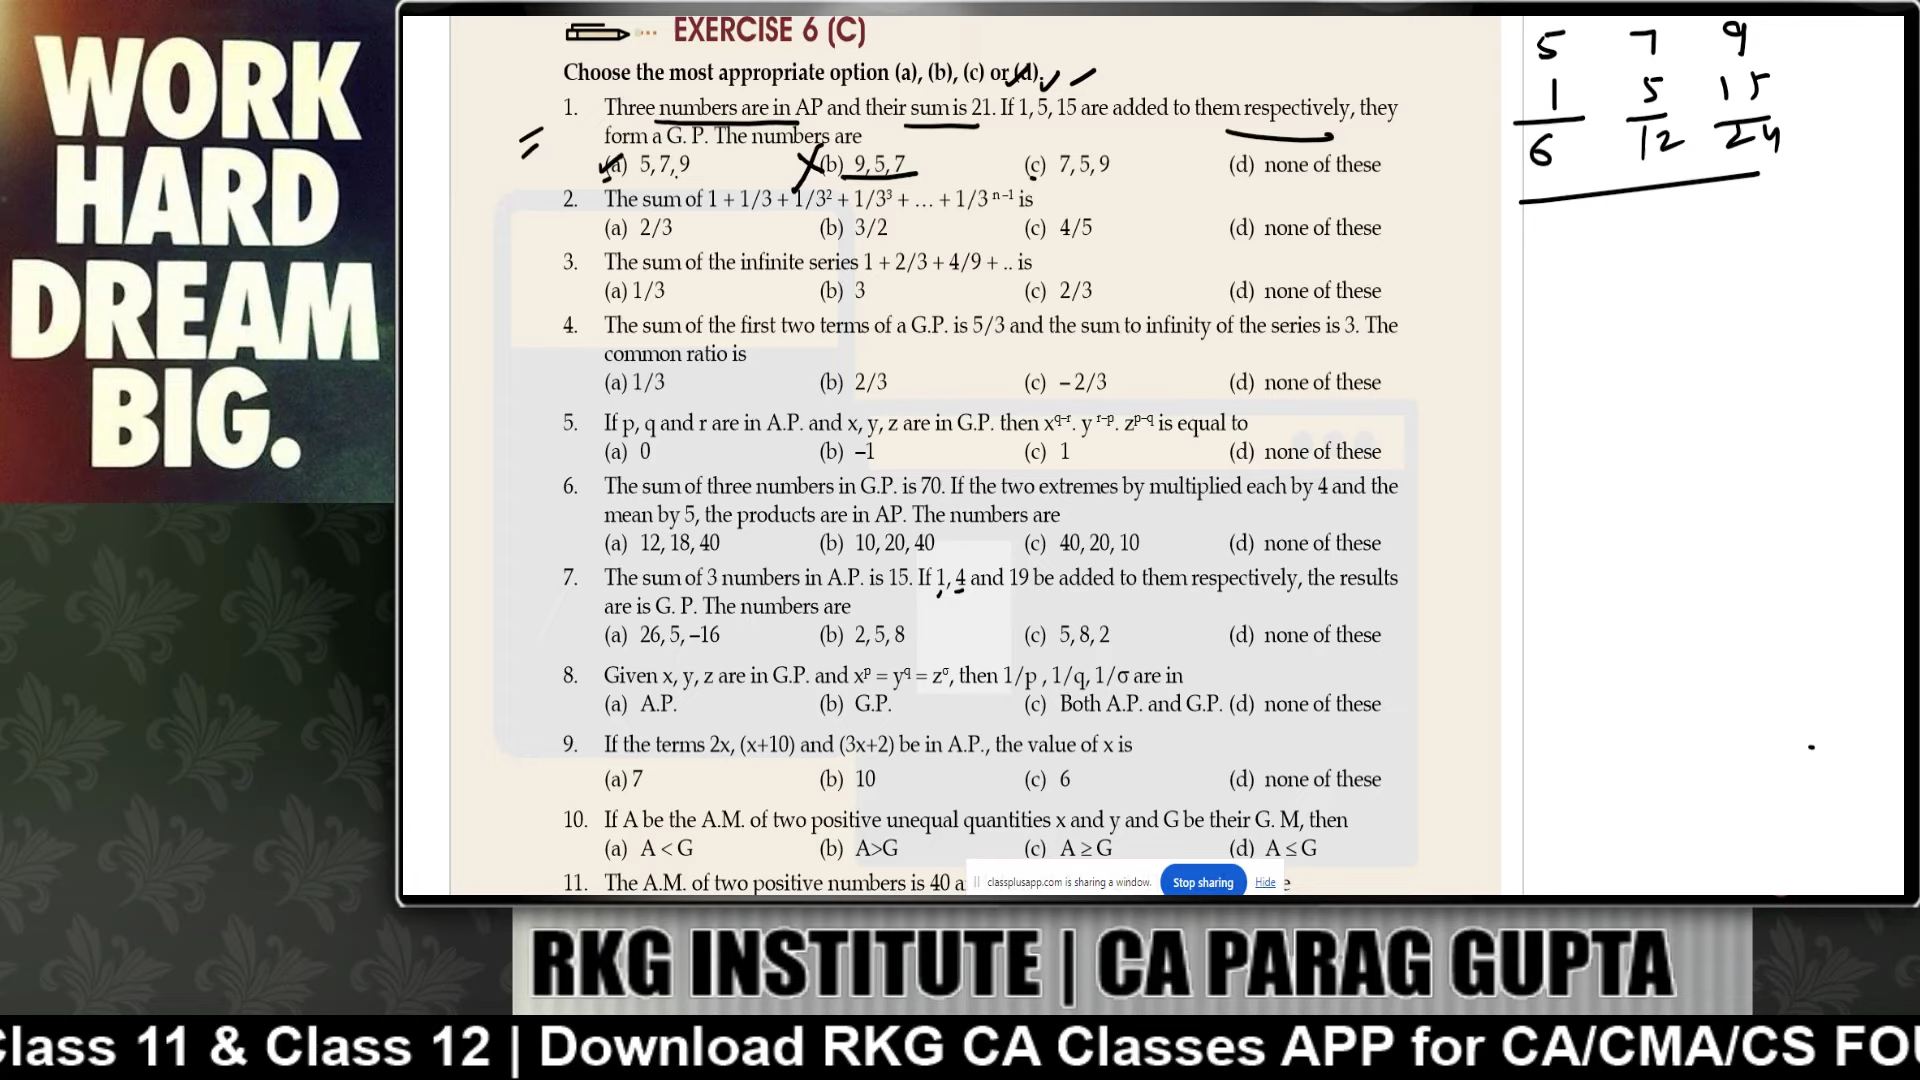 WORK
HARD
DREAM
BIG.
EXERCISE 6 (C)
Choose the most appropriate option (a), (b), (c) or (d).
1. Three numbers are in AP and their sum is 21. If 1, 5, 15 are added to them respectively, they
form a G. P. The numbers are
(a) 5, 7, 9 (b) 9, 5, 7 (c) 7, 5, 9 (d) none of these
2. The sum of 1 + 1/3 + 1/3² + 1/3³ + … + 1/3 ⁿ⁻¹ is
(a) 2/3 (b) 3/2 (c) 4/5 (d) none of these
3. The sum of the infinite series 1 + 2/3 + 4/9 + .. is
(a) 1/3 (b) 3 (c) 2/3 (d) none of these
4. The sum of the first two terms of a G.P. is 5/3 and the sum to infinity of the series is 3. The
common ratio is
(a) 1/3 (b) 2/3 (c) – 2/3 (d) none of these
5. If p, q and r are in A.P. and x, y, z are in G.P. then x^q–r. y ^r–p. z^p–q is equal to
(a) 0 (b) –1 (c) 1 (d) none of these
6. The sum of three numbers in G.P. is 70. If the two extremes by multiplied each by 4 and the
mean by 5, the products are in AP. The numbers are
(a) 12, 18, 40 (b) 10, 20, 40 (c) 40, 20, 10 (d) none of these
7. The sum of 3 numbers in A.P. is 15. If 1, 4 and 19 be added to them respectively, the results
are is G. P. The numbers are
(a) 26, 5, –16 (b) 2, 5, 8 (c) 5, 8, 2 (d) none of these
8. Given x, y, z are in G.P. and x^p = y^q = z^σ, then 1/p , 1/q, 1/σ are in
(a) A.P. (b) G.P. (c) Both A.P. and G.P. (d) none of these
9. If the terms 2x, (x+10) and (3x+2) be in A.P., the value of x is
(a) 7 (b) 10 (c) 6 (d) none of these
10. If A be the A.M. of two positive unequal quantities x and y and G be their G. M, then
(a) A < G (b) A>G (c) A ≥ G (d) A ≤ G
11. The A.M. of two positive numbers is 40 a
classplusapp.com is sharing a window. Stop sharing Hide
5 7 9
1 5 15
6 12 24
RKG INSTITUTE | CA PARAG GUPTA
Class 11 & Class 12 | Download RKG CA Classes APP for CA/CMA/CS FOU